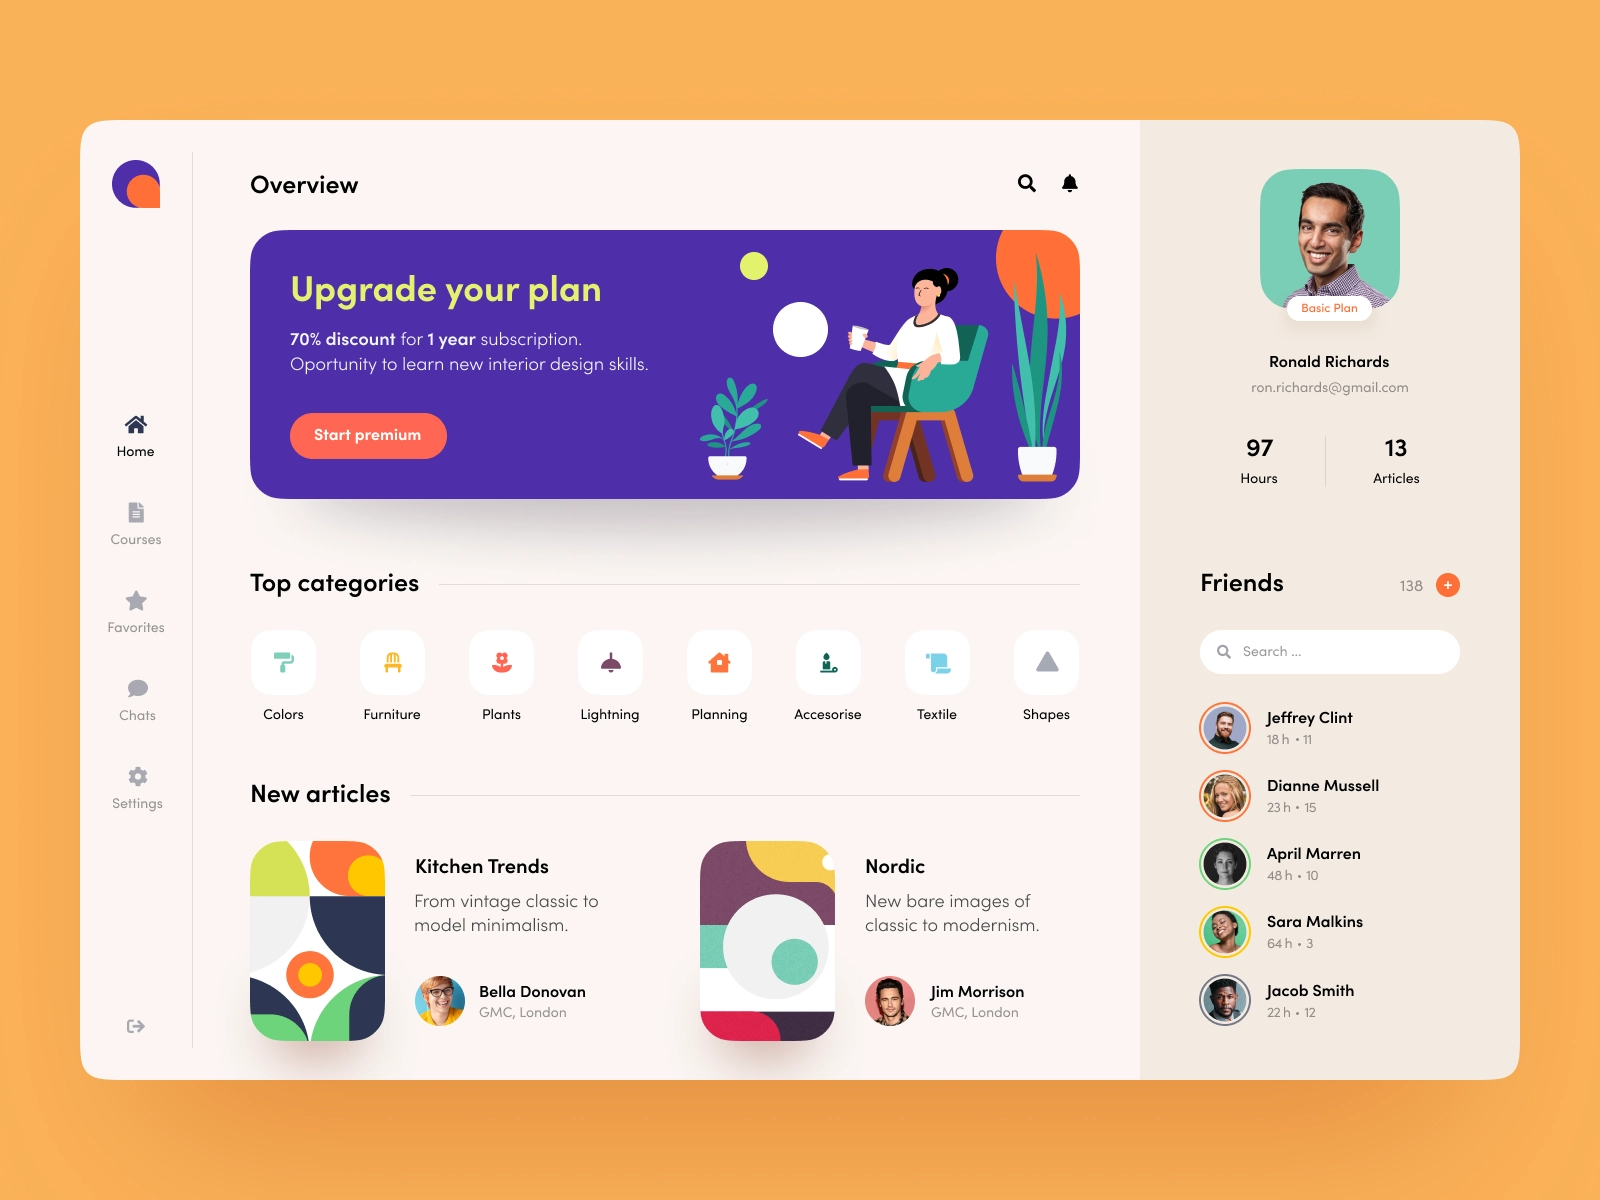 Overview
Upgrade your plan
70% discount for 1 year subscription.
Oportunity to learn new interior design skills.
Start premium
Home
Courses
Favorites
Chats
Settings
Top categories
Colors
Furniture
Plants
Lightning
Planning
Accesorise
Textile
Shapes
New articles
Kitchen Trends
From vintage classic to
model minimalism.
Bella Donovan
GMC, London
Nordic
New bare images of
classic to modernism.
Jim Morrison
GMC, London
Basic Plan
Ronald Richards
ron.richards@gmail.com
97
Hours
13
Articles
Friends
138
+
Search ...
Jeffrey Clint
18 h • 11
Dianne Mussell
23 h • 15
April Marren
48 h • 10
Sara Malkins
64 h • 3
Jacob Smith
22 h • 12